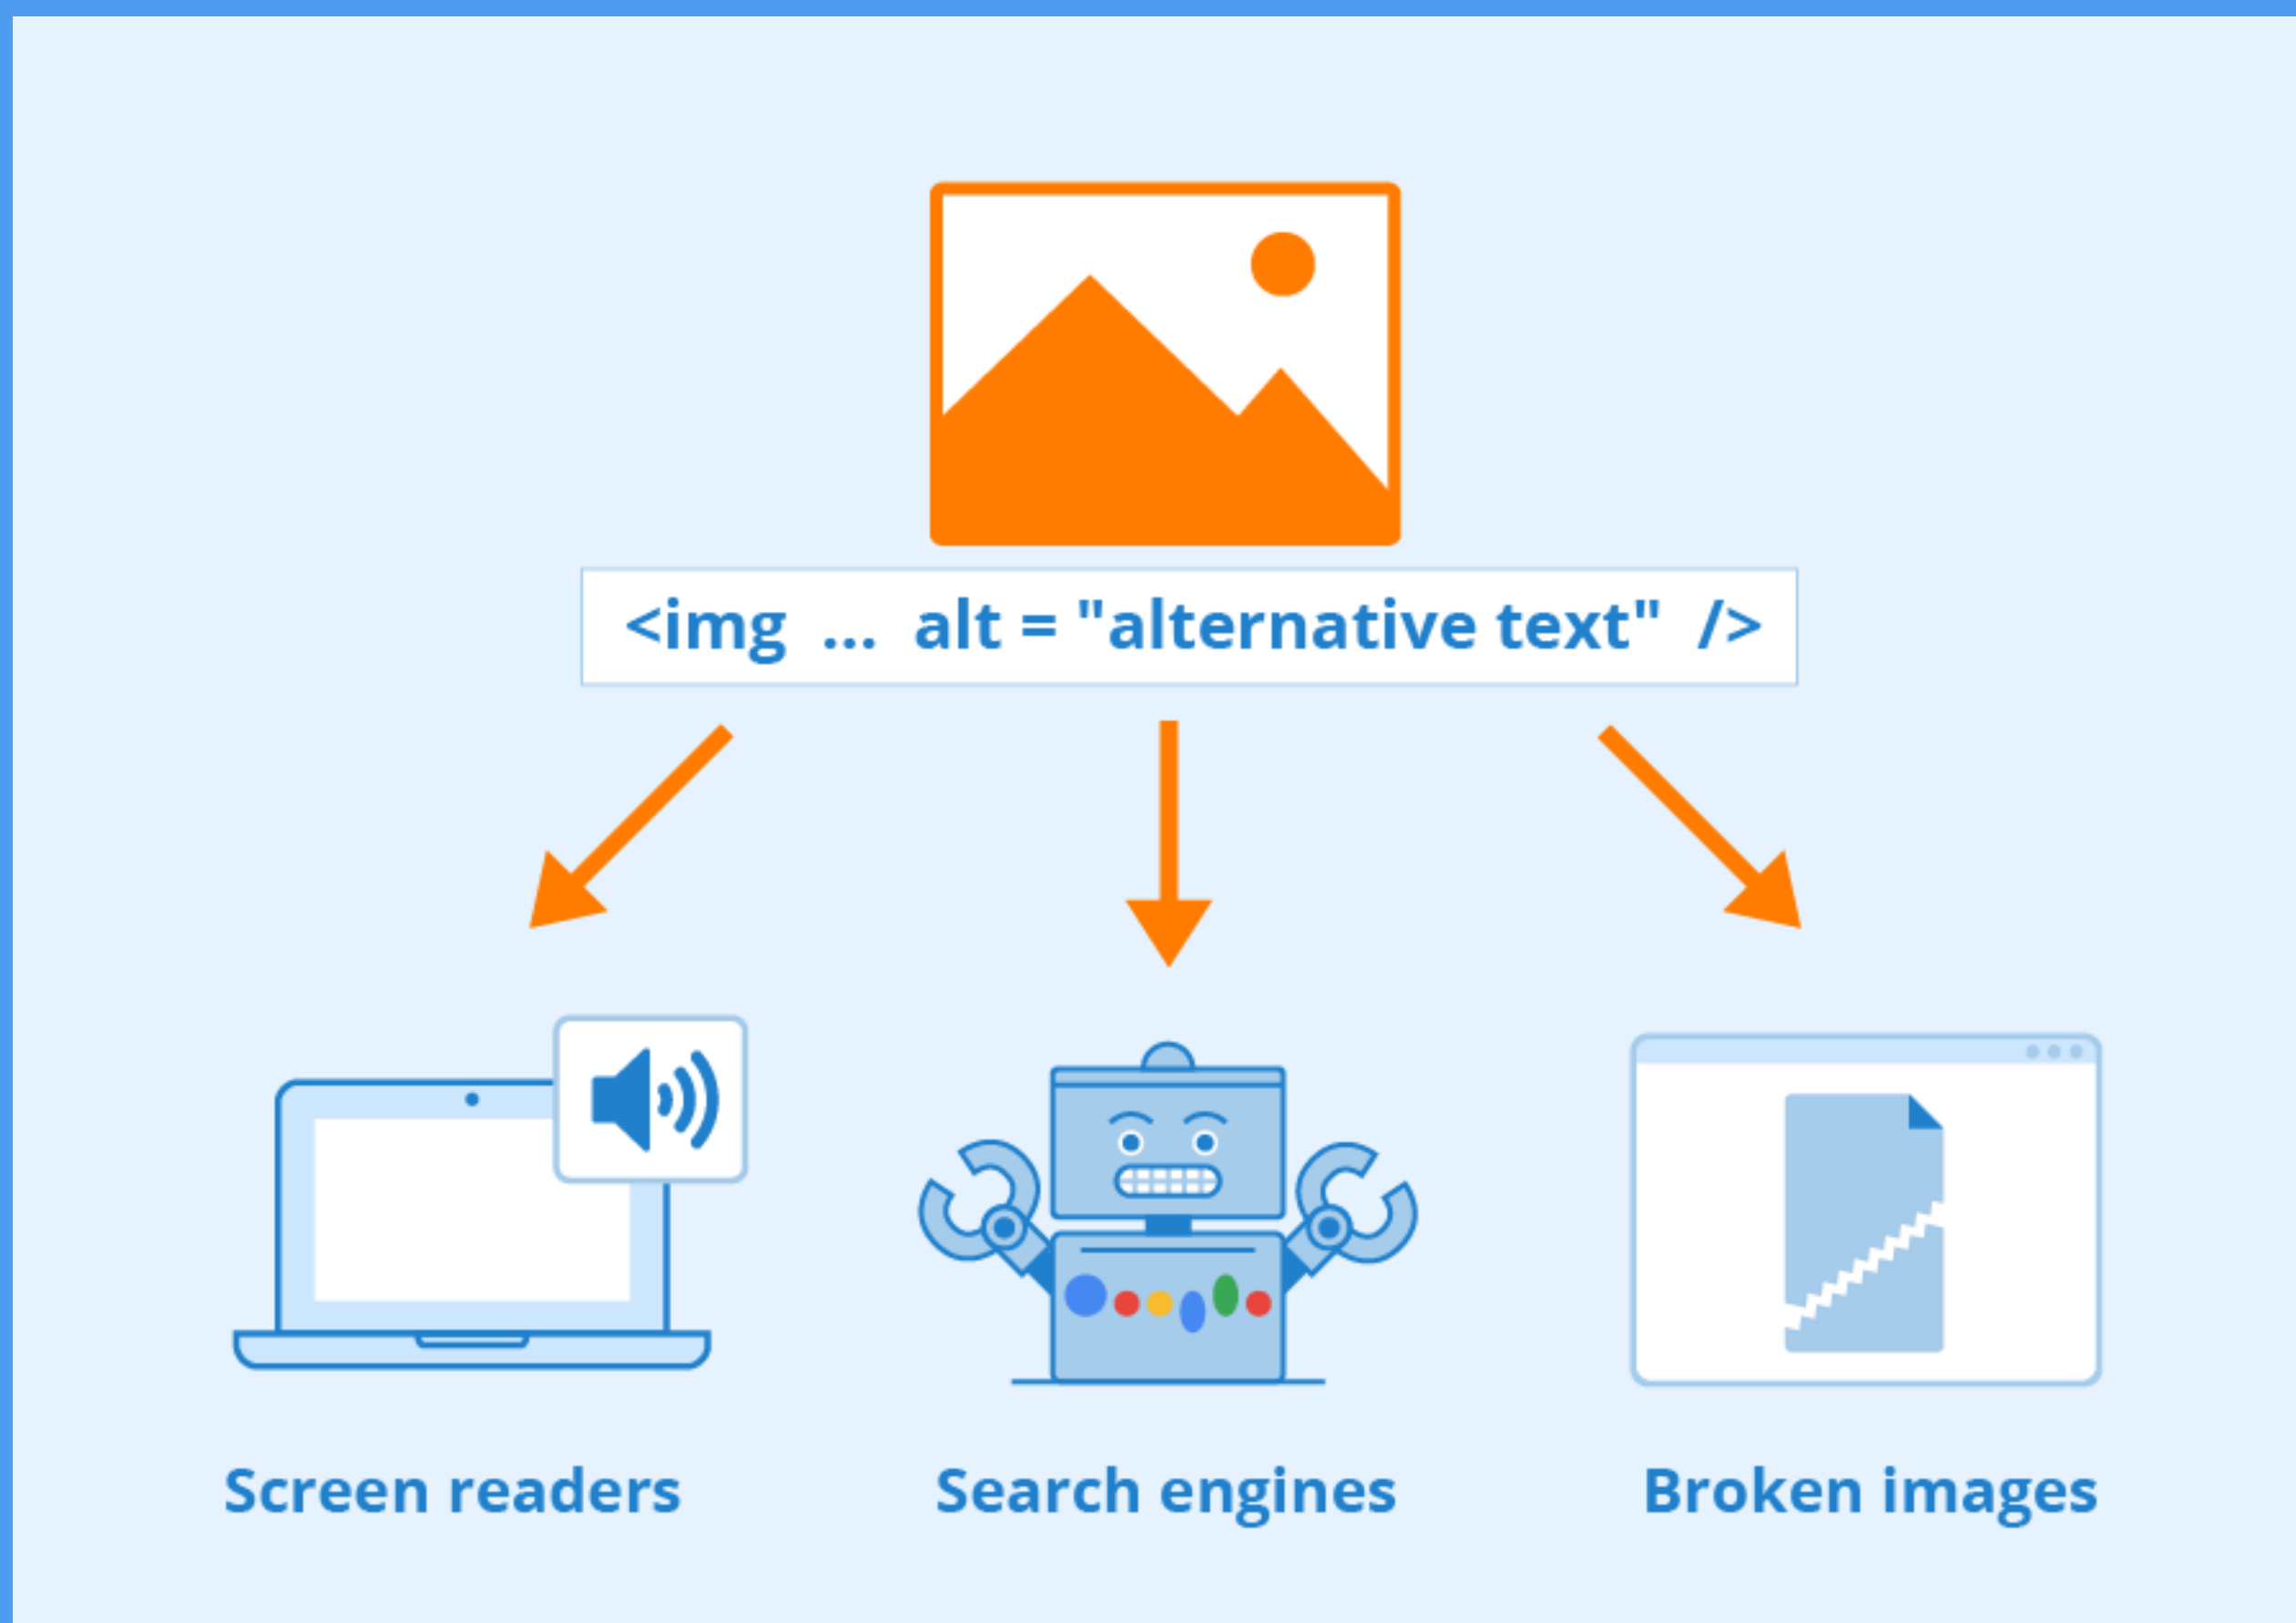 <img ... alt = "alternative text" />
Screen readers
Search engines
Broken images